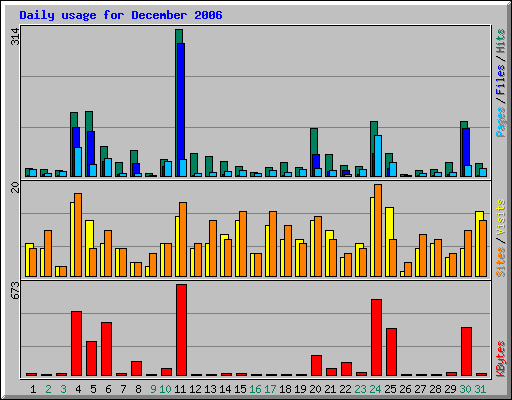 Daily usage for December 2006
314
Pages / Files / Hits
20
Sites / Visits
673
KBytes
1 2 3 4 5 6 7 8 9 10 11 12 13 14 15 16 17 18 19 20 21 22 23 24 25 26 27 28 29 30 31